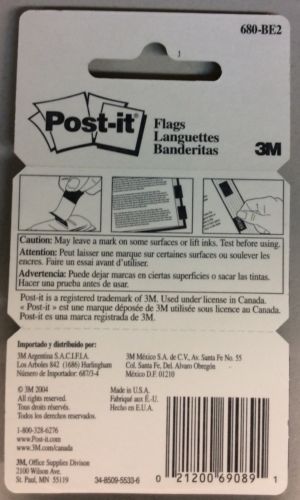 680-BE2
Post-it
Flags
Languettes
Banderitas
3M
Caution: May leave a mark on some surfaces or lift inks. Test before using.
Attention: Peut laisser une marque sur certaines surfaces ou soulever les
encres. Faire un essai avant d'utiliser.
Advertencia: Puede dejar marcas en ciertas superficies o sacar las tintas.
Hacer una prueba antes de usar.
Post-it is a registered trademark of 3M. Used under license in Canada.
« Post-it » est une marque déposée de 3M utilisée sous licence au Canada.
Post-it es una marca registrada de 3M.
Importado y distribuido por:
3M Argentina S.A.C.I.F.I.A.
Los Arboles 842 (1686) Hurlingham
Número de Importador: 687/3-4
3M México S.A. de C.V., Av. Santa Fe No. 55
Col. Santa Fe, Del. Alvaro Obregón
México D.F. 01210
© 3M 2004
All rights reserved.
Tous droits réservés.
Todos los derechos reservados.
Made in U.S.A.
Fabriqué aux É.-U.
Hecho en E.U.A.
1-800-328-6276
www.Post-it.com
www.3M.com/canada
3M, Office Supplies Divison
2100 Wilson Ave.
St. Paul, MN 55119
34-8509-5533-6
0 21200 69089 1